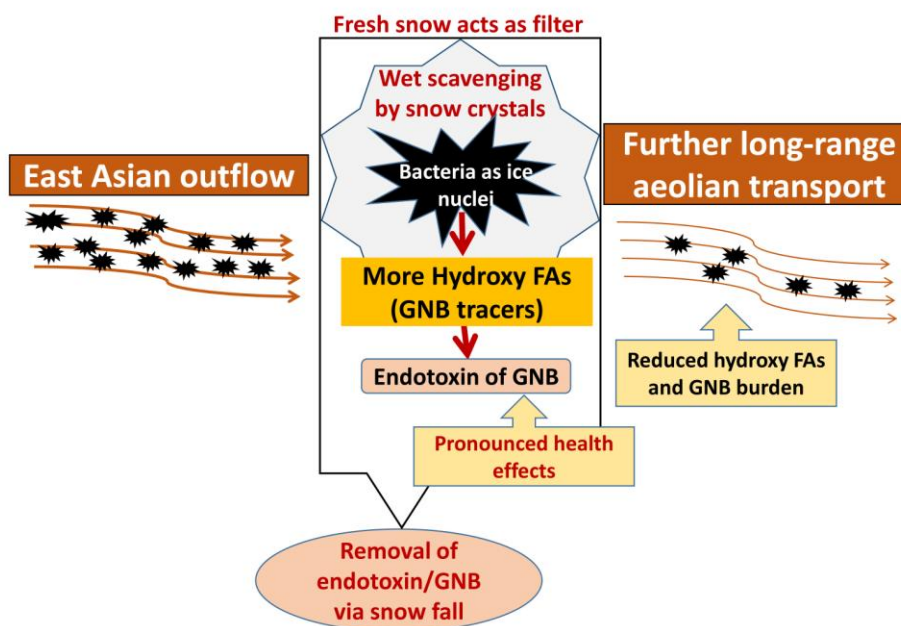 Fresh snow acts as filter
Wet scavenging
by snow crystals
Bacteria as ice
nuclei
East Asian outflow
Further long-range
aeolian transport
More Hydroxy FAs
(GNB tracers)
Endotoxin of GNB
Reduced hydroxy FAs
and GNB burden
Pronounced health
effects
Removal of
endotoxin/GNB
via snow fall